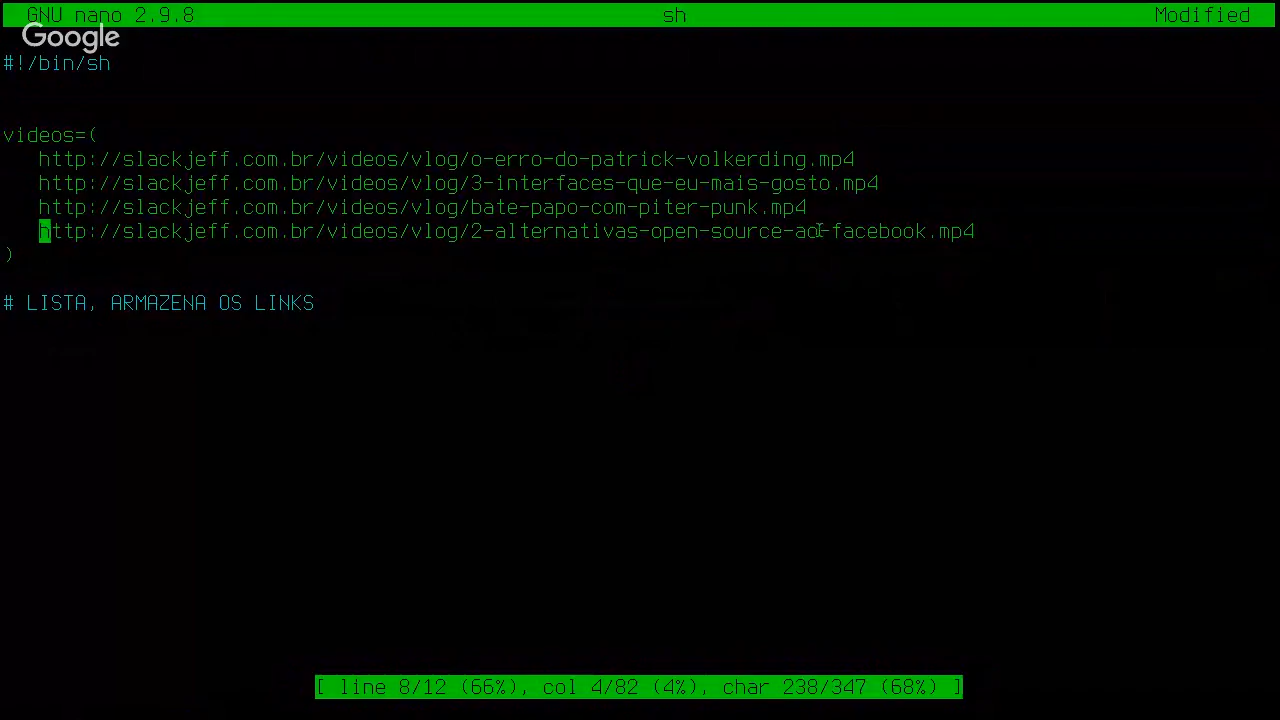 GNU nano 2.9.8 sh Modified
Google
#!/bin/sh
videos=(
http://slackjeff.com.br/videos/vlog/o-erro-do-patrick-volkerding.mp4
http://slackjeff.com.br/videos/vlog/3-interfaces-que-eu-mais-gosto.mp4
http://slackjeff.com.br/videos/vlog/bate-papo-com-piter-punk.mp4
http://slackjeff.com.br/videos/vlog/2-alternativas-open-source-ao-facebook.mp4
)
# LISTA, ARMAZENA OS LINKS
[ line 8/12 (66%), col 4/82 (4%), char 238/347 (68%) ]